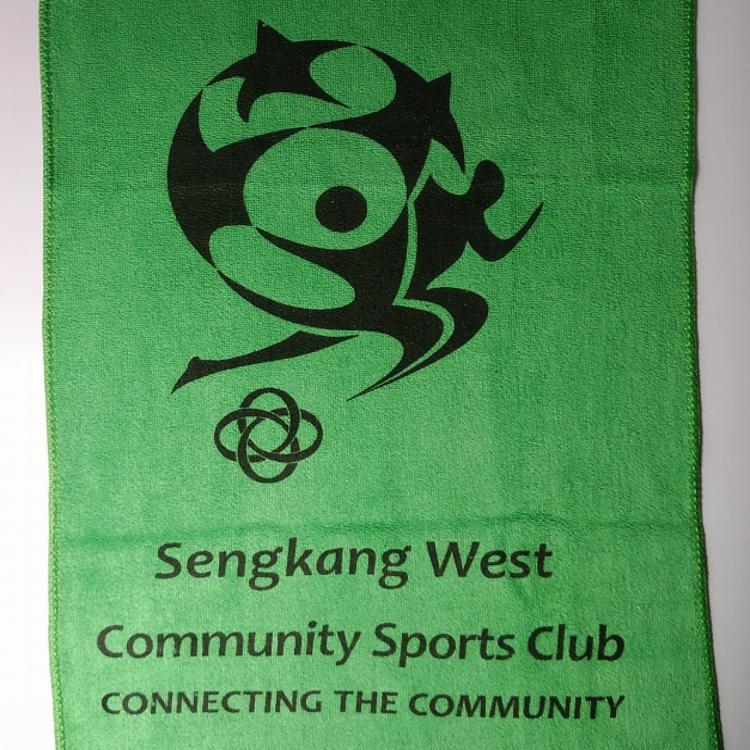 Sengkang West
Community Sports Club
CONNECTING THE COMMUNITY